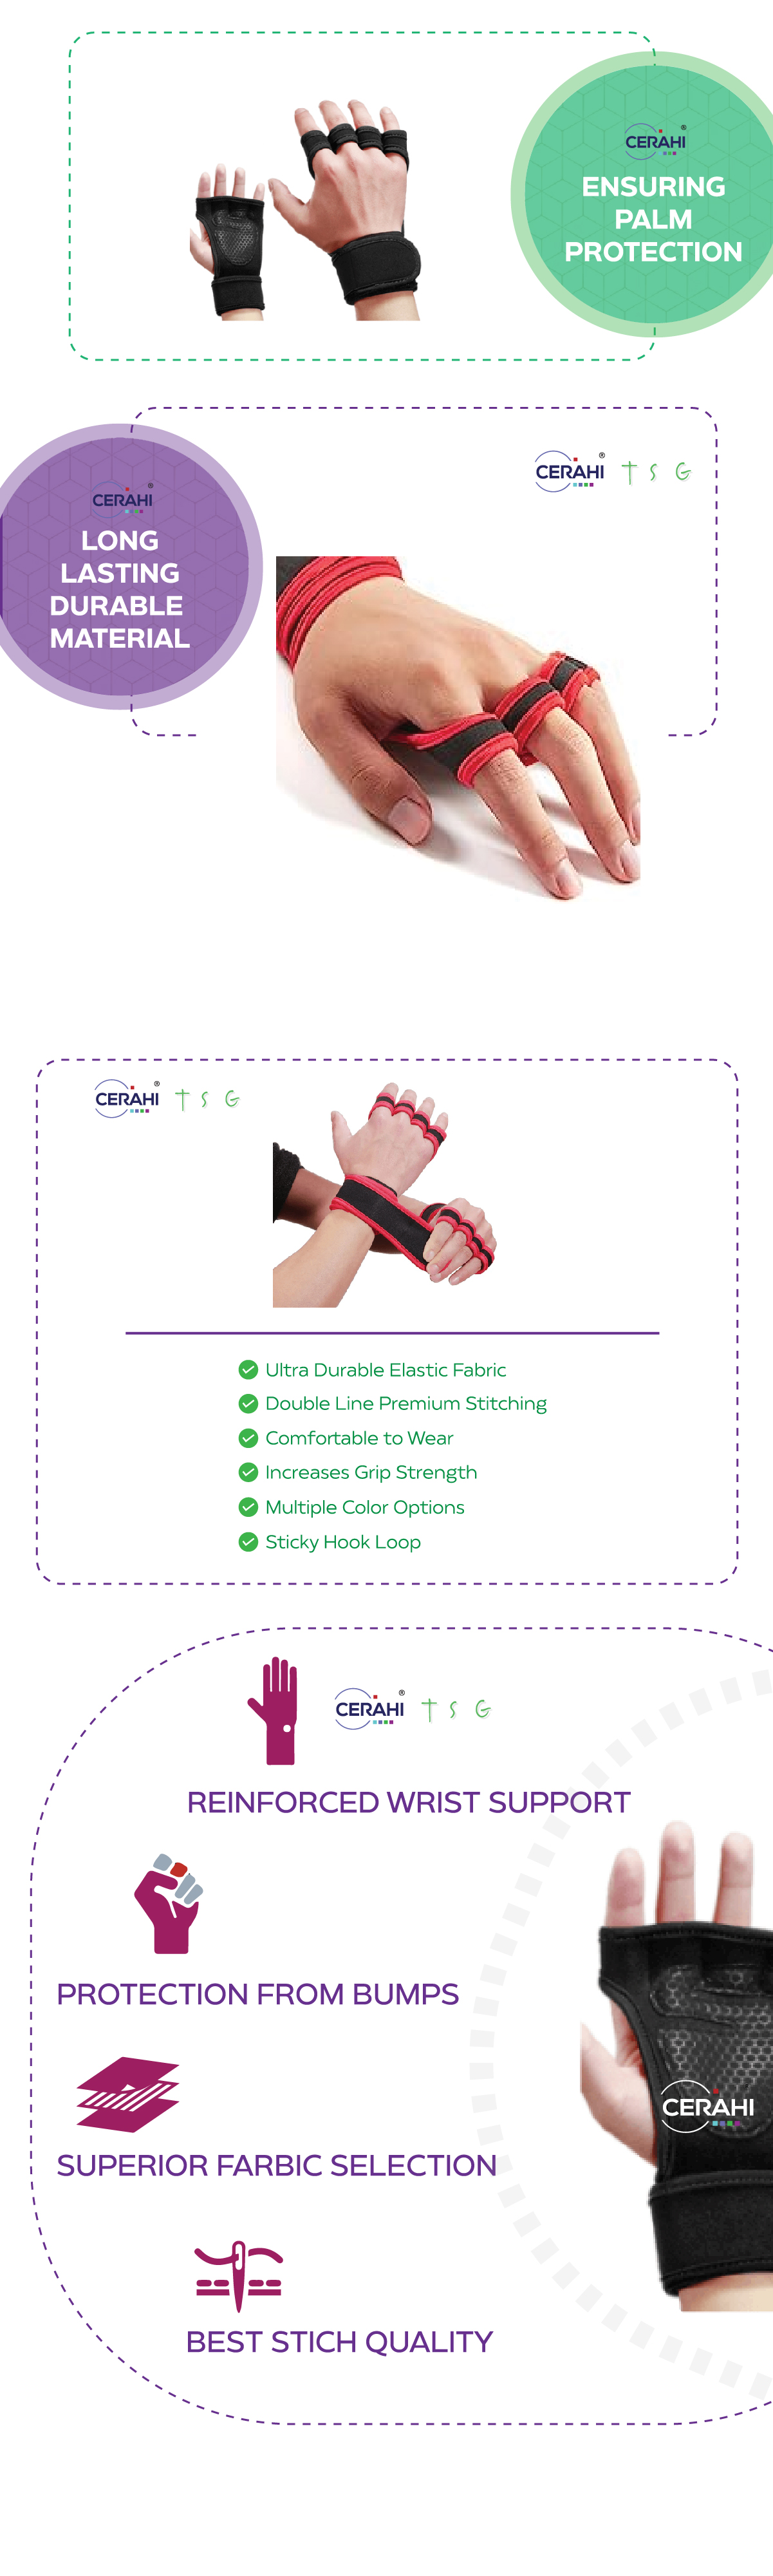 CERAHI®
ENSURING
PALM
PROTECTION
CERAHI®
LONG
LASTING
DURABLE
MATERIAL
CERAHI® T S G
CERAHI® T S G
Ultra Durable Elastic Fabric
Double Line Premium Stitching
Comfortable to Wear
Increases Grip Strength
Multiple Color Options
Sticky Hook Loop
CERAHI® T S G
REINFORCED WRIST SUPPORT
PROTECTION FROM BUMPS
CERAHI
SUPERIOR FARBIC SELECTION
BEST STICH QUALITY